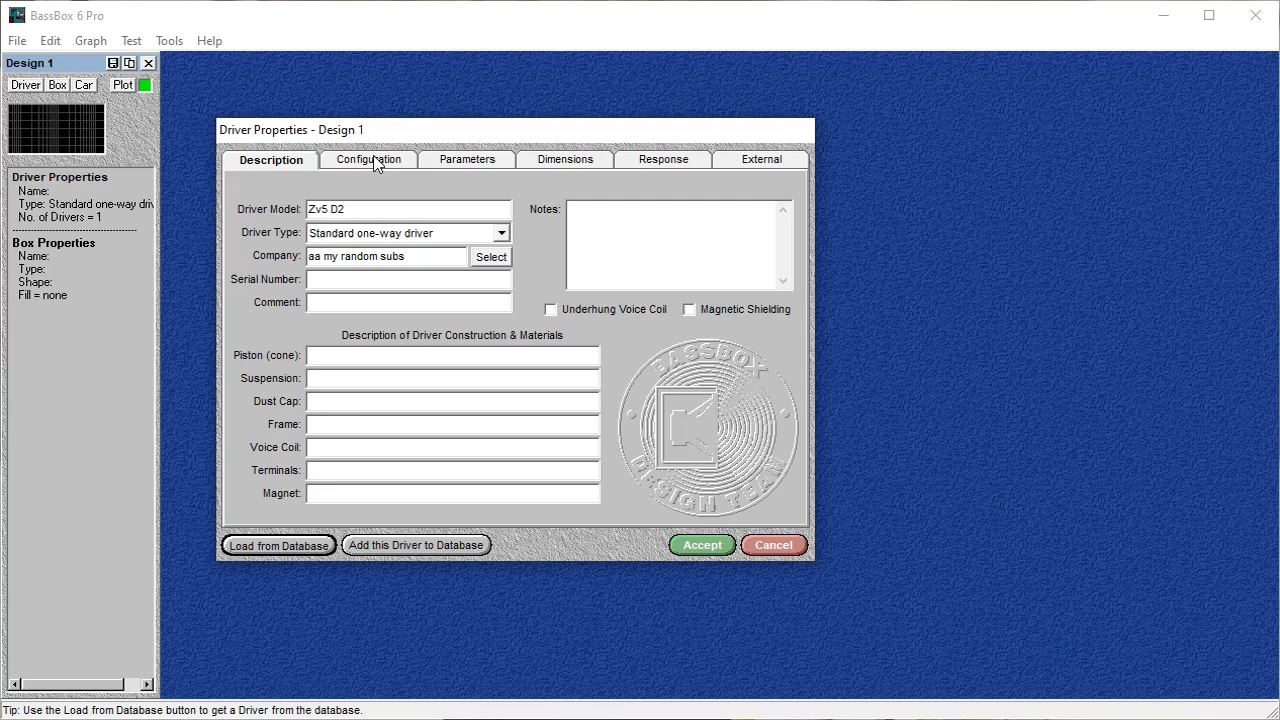 BassBox 6 Pro
File Edit Graph Test Tools Help
Design 1
Driver Box Car Plot
Driver Properties
Name:
Type: Standard one-way driv
No. of Drivers = 1
Box Properties
Name:
Type:
Shape:
Fill = none
Driver Properties - Design 1
Description Configuration Parameters Dimensions Response External
Driver Model: Zv5 D2
Driver Type: Standard one-way driver
Company: aa my random subs Select
Serial Number:
Comment:
Notes:
Underhung Voice Coil Magnetic Shielding
Description of Driver Construction & Materials
Piston (cone):
Suspension:
Dust Cap:
Frame:
Voice Coil:
Terminals:
Magnet:
BASSBOX
DESIGN TEAM
Load from Database Add this Driver to Database Accept Cancel
Tip: Use the Load from Database button to get a Driver from the database.